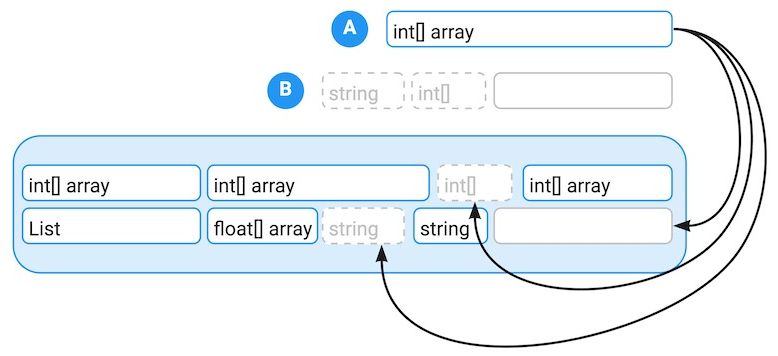 A int[] array
B string int[]
int[] array int[] array int[] int[] array
List float[] array string string